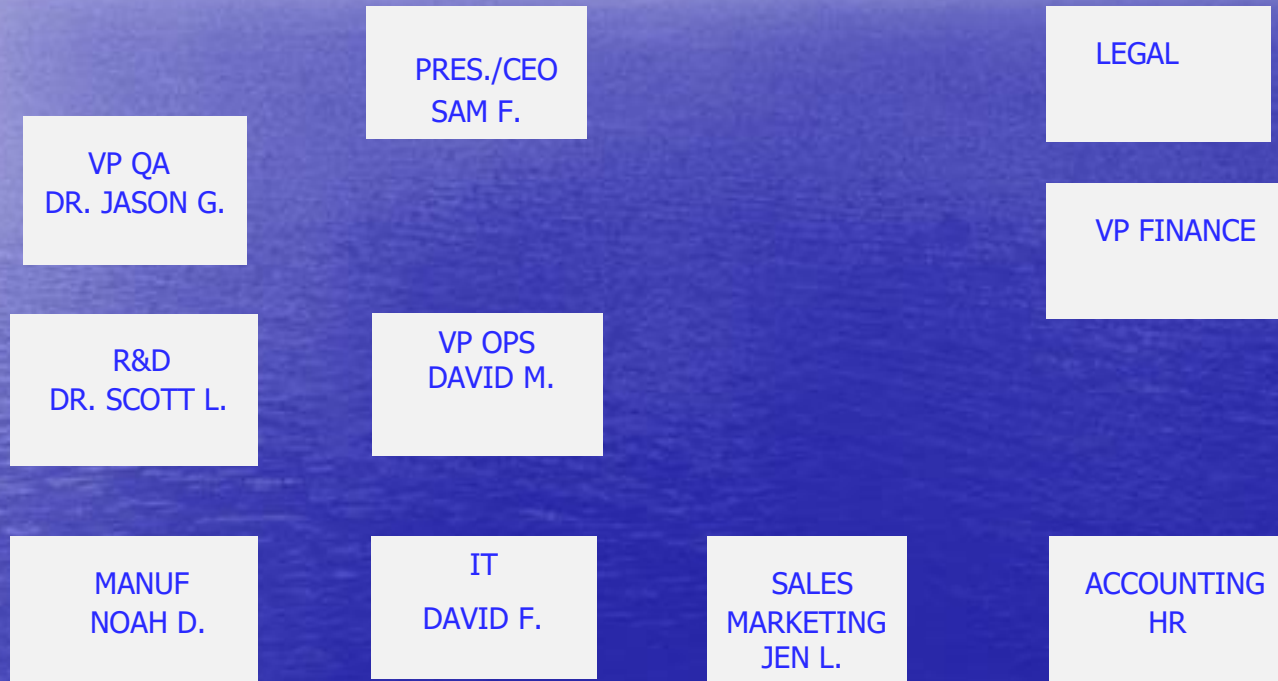 PRES./CEO
SAM F.
LEGAL
VP QA
DR. JASON G.
VP FINANCE
R&D
DR. SCOTT L.
VP OPS
DAVID M.
MANUF
NOAH D.
IT
DAVID F.
SALES
MARKETING
JEN L.
ACCOUNTING
HR